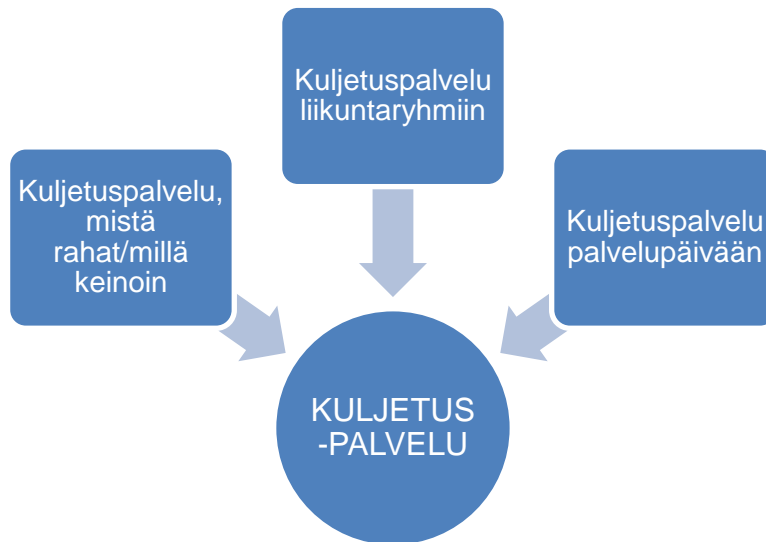 Kuljetuspalvelu
liikuntaryhmiin
Kuljetuspalvelu,
mistä
rahat/millä
keinoin
Kuljetuspalvelu
palvelupäivään
KULJETUS
-PALVELU